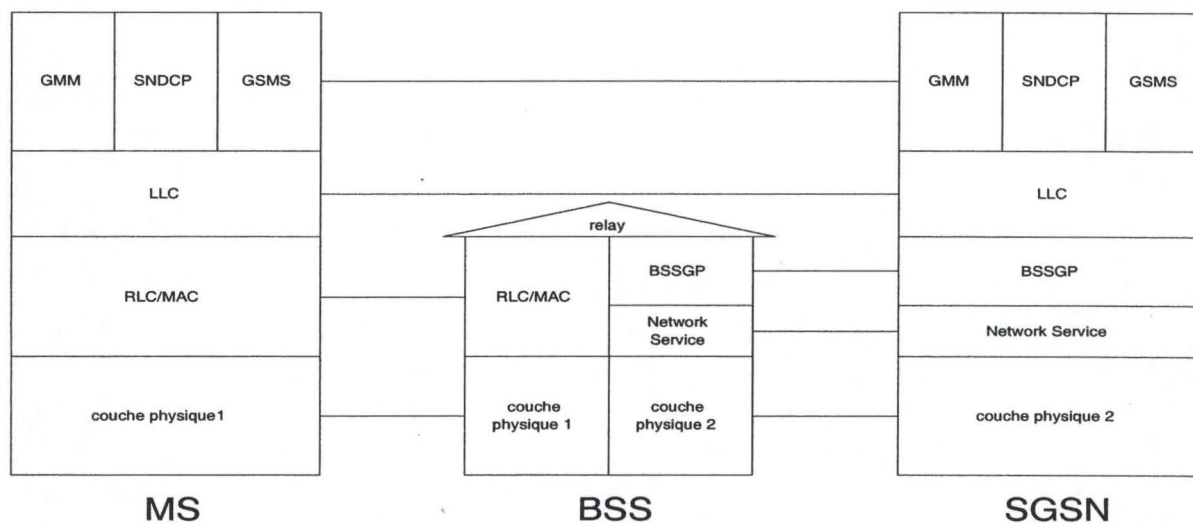 GMM SNDCP GSMS
GMM SNDCP GSMS
LLC
LLC
relay
RLC/MAC
RLC/MAC
BSSGP
BSSGP
Network
Service
Network Service
couche physique1
couche
physique 1
couche
physique 2
couche physique 2
MS
BSS
SGSN